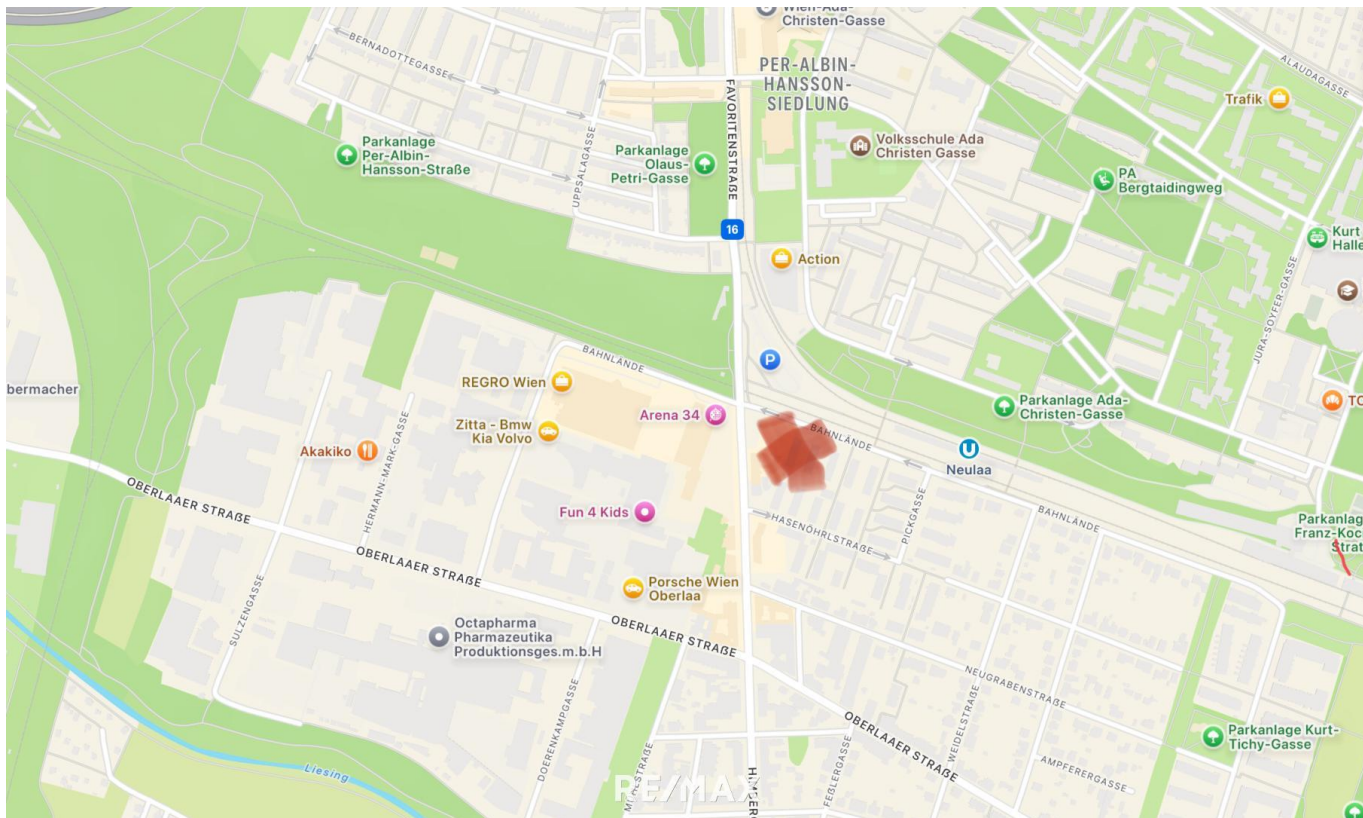 Wien-Ada-
Christen-Gasse
PER-ALBIN-
HANSSON-
SIEDLUNG
BERNADOTTEGASSE
ALAUDAGASSE
Trafik
FAVORITENSTRASSE
Parkanlage
Per-Albin-
Hansson-Straße
UPPSALAGASSE
Parkanlage
Olaus-
Petri-Gasse
Volksschule Ada
Christen Gasse
PA
Bergtaidingweg
16
Kurt
Halle
Action
JURA-SOYFER-GASSE
P
BAHNLÄNDE
bermacher
REGRO Wien
Arena 34
Parkanlage Ada-
Christen-Gasse
TC
Zitta - Bmw
Kia Volvo
BAHNLÄNDE
Akakiko
HERMANN-MARK-GASSE
U
Neulaa
OBERLAAER STRAẞE
Fun 4 Kids
HASENÖHRLSTRAẞE
PICKGASSE
BAHNLÄNDE
Parkanlag
Franz-Koc
Strat
OBERLAAER STRAẞE
Porsche Wien
Oberlaa
SULZENGASSE
Octapharma
Pharmazeutika
Produktionsges.m.b.H
OBERLAAER STRAẞE
NEUGRABENSTRAẞE
DOERENKAMPGASSE
OBERLAAER STRAẞE
WEIDELSTRAẞE
Parkanlage Kurt-
Tichy-Gasse
Liesing
FEßLERGASSE
AMPFERERGASSE
RE/MAX